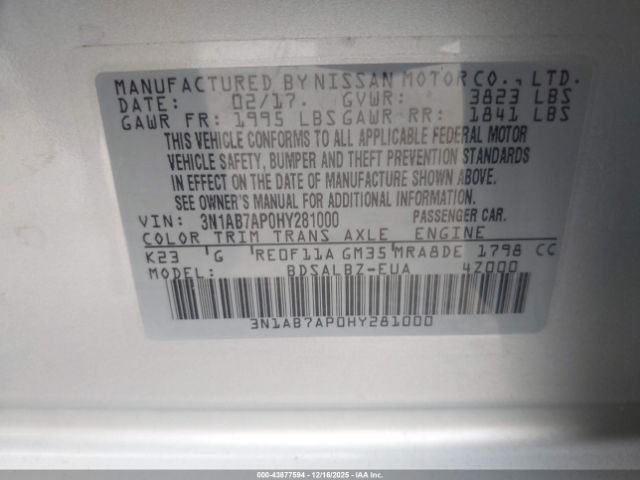 MANUFACTURED BY NISSAN MOTOR CO., LTD.
DATE: 02/17. GVWR: 3823 LBS
GAWR FR: 1995 LBS GAWR RR: 1841 LBS
THIS VEHICLE CONFORMS TO ALL APPLICABLE FEDERAL MOTOR
VEHICLE SAFETY, BUMPER AND THEFT PREVENTION STANDARDS
IN EFFECT ON THE DATE OF MANUFACTURE SHOWN ABOVE.
SEE OWNER'S MANUAL FOR ADDITIONAL INFORMATION.
VIN: 3N1AB7AP0HY281000 PASSENGER CAR.
COLOR TRIM TRANS AXLE ENGINE
K23 G RE0F11A GM35 MRA8DE 1798 CC
MODEL: BDSALBZ-EUA 4Z000
3N1AB7AP0HY281000
000-43877594 | 12/16/2025 | IAA Inc.